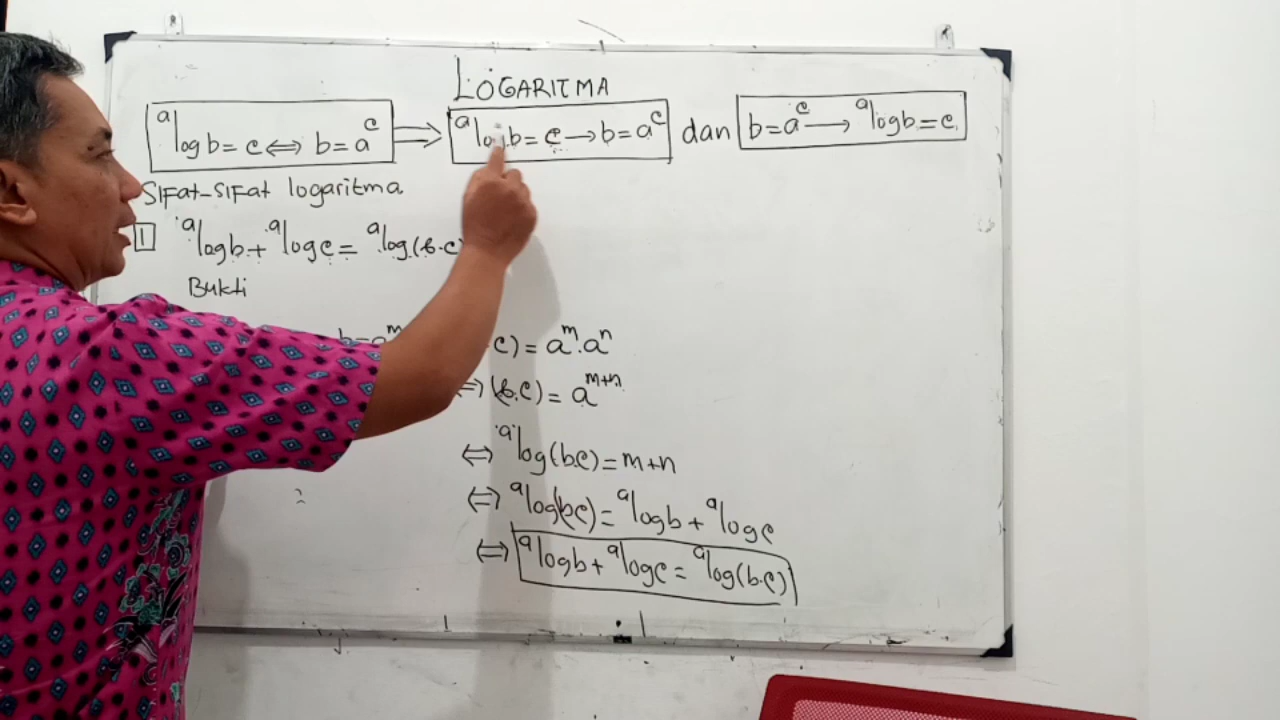 LOGARITMA
ᵃlog b = c ⇔ b = aᶜ ⟹ ᵃlog b = c → b = aᶜ dan b = aᶜ → ᵃlog b = c
Sifat-sifat logaritma
1 ᵃlog b + ᵃlog c = ᵃlog (b.c)
Bukti
b = aᵐ c) = aᵐ.aⁿ
⇔ (b.c) = aᵐ⁺ⁿ
⇔ ᵃlog (b.c) = m+n
⇔ ᵃlog (bc) = ᵃlog b + ᵃlog c
⇔ ᵃlog b + ᵃlog c = ᵃlog (b.c)